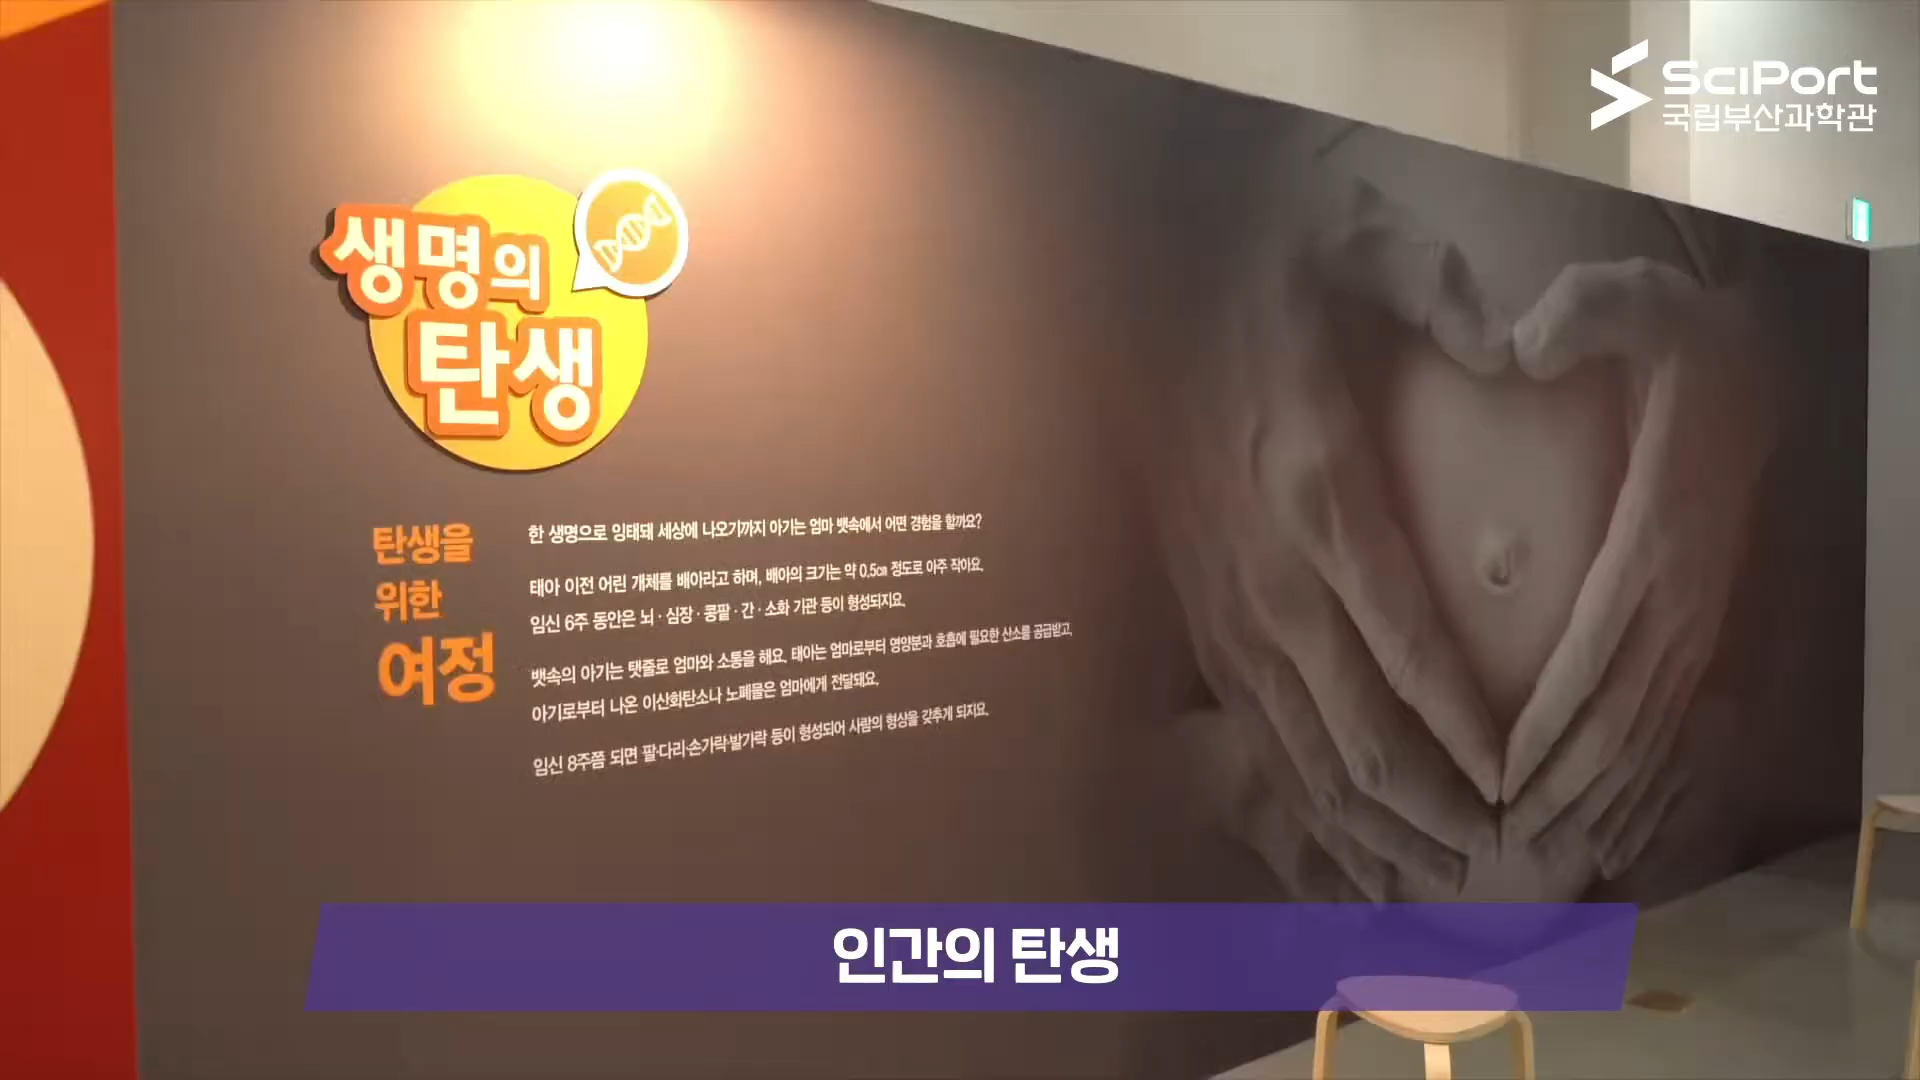 SciPort
국립부산과학관
생명의
탄생
탄생을
위한
여정
한 생명으로 잉태돼 세상에 나오기까지 아기는 엄마 뱃속에서 어떤 경험을 할까요?
태아 이전 어린 개체를 배아라고 하며, 배아의 크기는 약 0.5㎝ 정도로 아주 작아요.
임신 6주 동안은 뇌·심장·콩팥·간·소화 기관 등이 형성되지요.
뱃속의 아기는 탯줄로 엄마와 소통을 해요. 태아는 엄마로부터 영양분과 호흡에 필요한 산소를 공급받고,
아기로부터 나온 이산화탄소나 노폐물은 엄마에게 전달돼요.
임신 8주쯤 되면 팔·다리·손가락·발가락 등이 형성되어 사람의 형상을 갖추게 되지요.
인간의 탄생